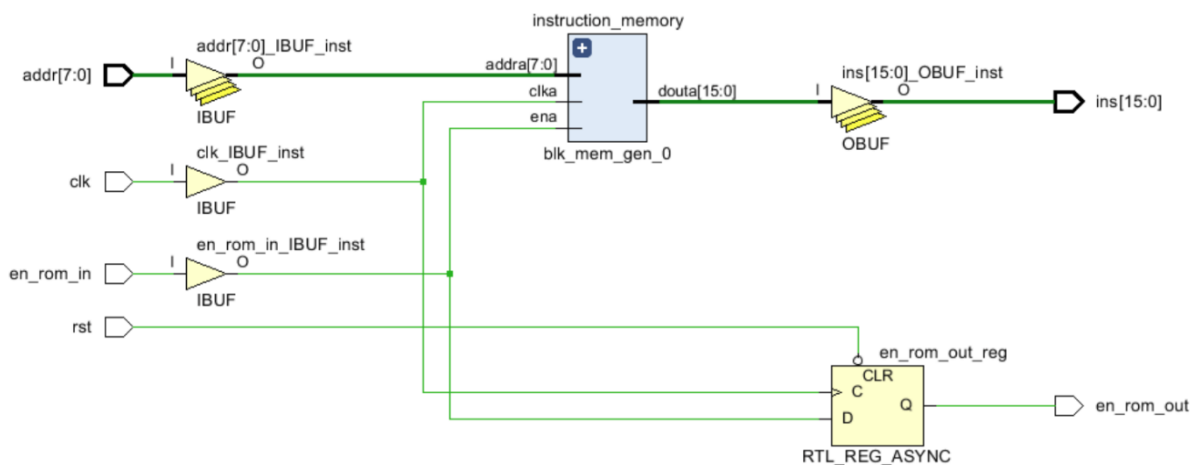 instruction_memory
addr[7:0]_IBUF_inst
addr[7:0]
I
O
IBUF
addra[7:0]
clka
ena
douta[15:0]
blk_mem_gen_0
ins[15:0]_OBUF_inst
I
O
OBUF
ins[15:0]
clk_IBUF_inst
clk
I
O
IBUF
en_rom_in_IBUF_inst
en_rom_in
I
O
IBUF
rst
en_rom_out_reg
CLR
C
D
Q
en_rom_out
RTL_REG_ASYNC